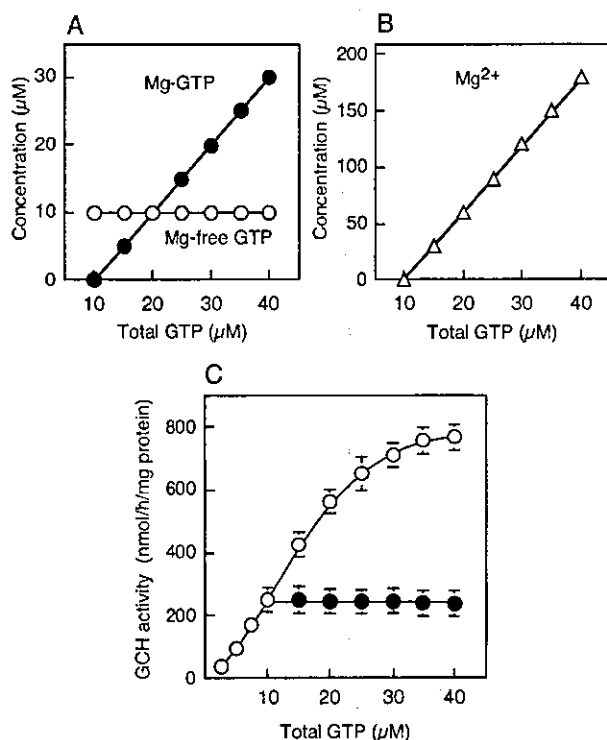 A
Concentration (µM)
30
20
10
0
Mg-GTP
Mg-free GTP
10 20 30 40
Total GTP (µM)
B
Concentration (µM)
200
150
100
50
0
Mg2+
10 20 30 40
Total GTP (µM)
C
GCH activity (nmol/h/mg protein)
800
600
400
200
0
10 20 30 40
Total GTP (µM)